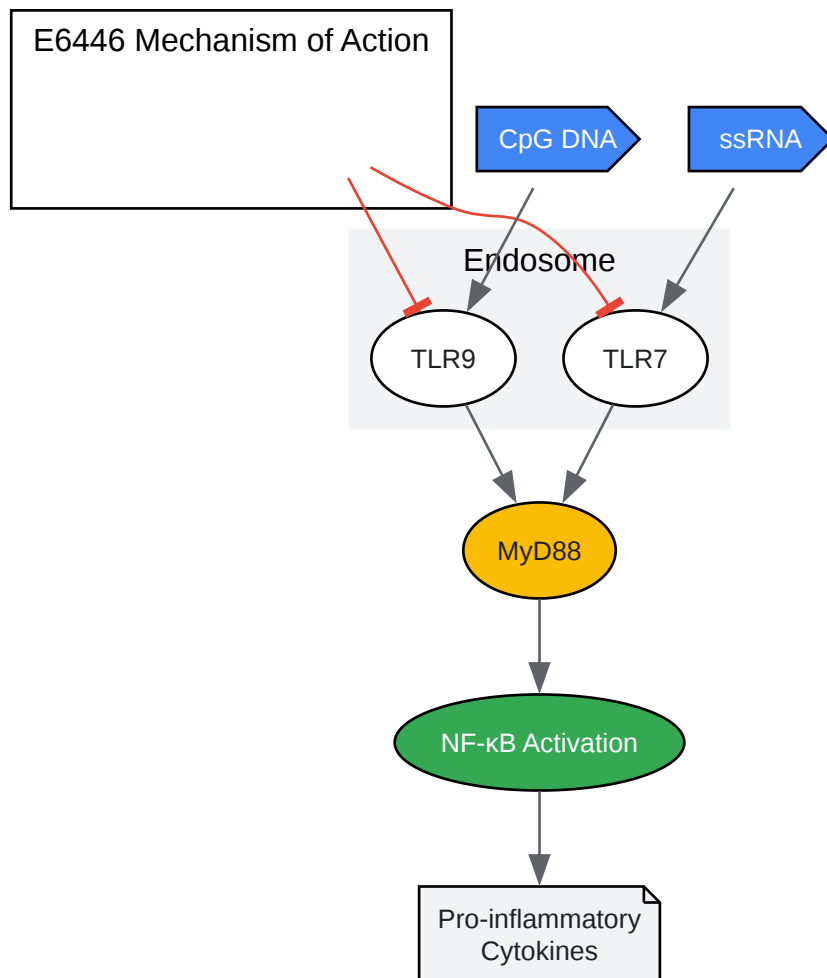 E6446 Mechanism of Action
CpG DNA
ssRNA
Endosome
TLR9
TLR7
MyD88
NF-κB Activation
Pro-inflammatory
Cytokines